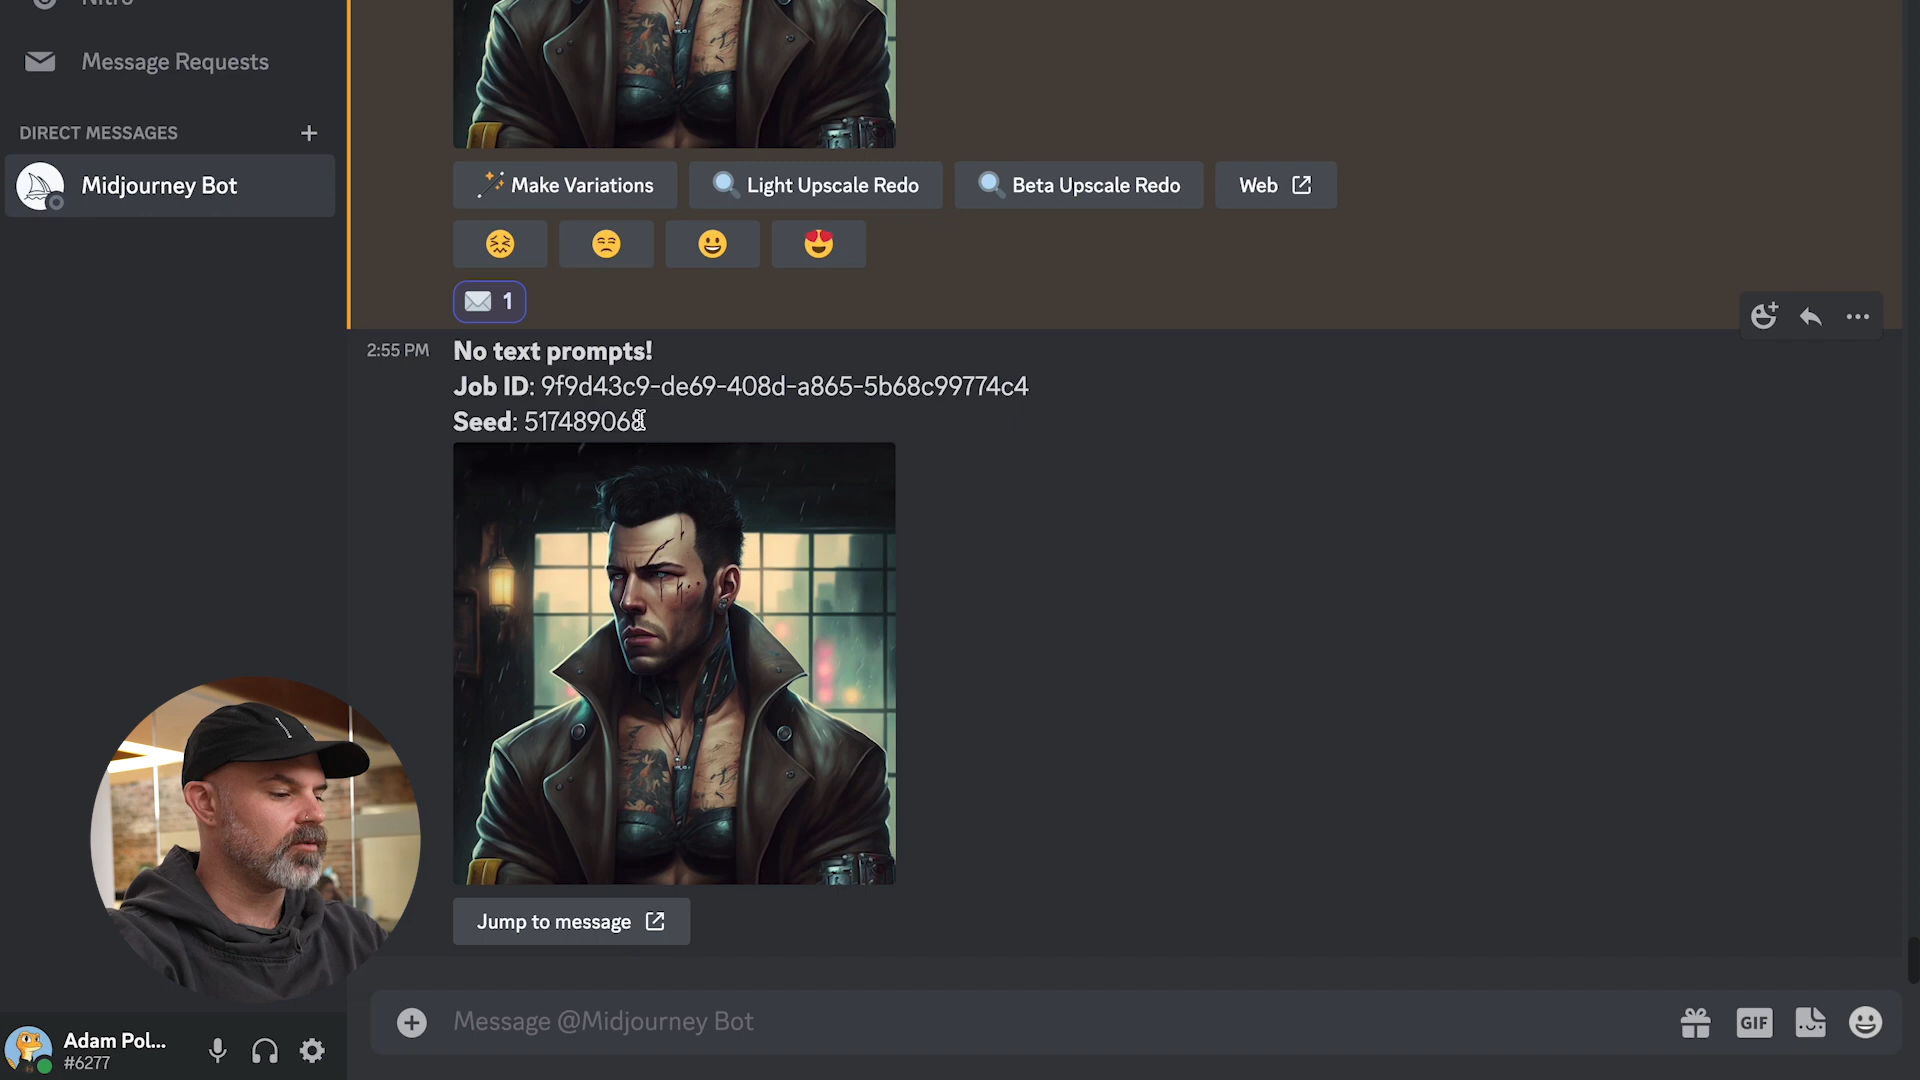 Nitro
Message Requests
DIRECT MESSAGES
Midjourney Bot
Make Variations
Light Upscale Redo
Beta Upscale Redo
Web
1
2:55 PM
No text prompts!
Job ID: 9f9d43c9-de69-408d-a865-5b68c99774c4
Seed: 517489068
Jump to message
Message @Midjourney Bot
GIF
Adam Pol...
#6277